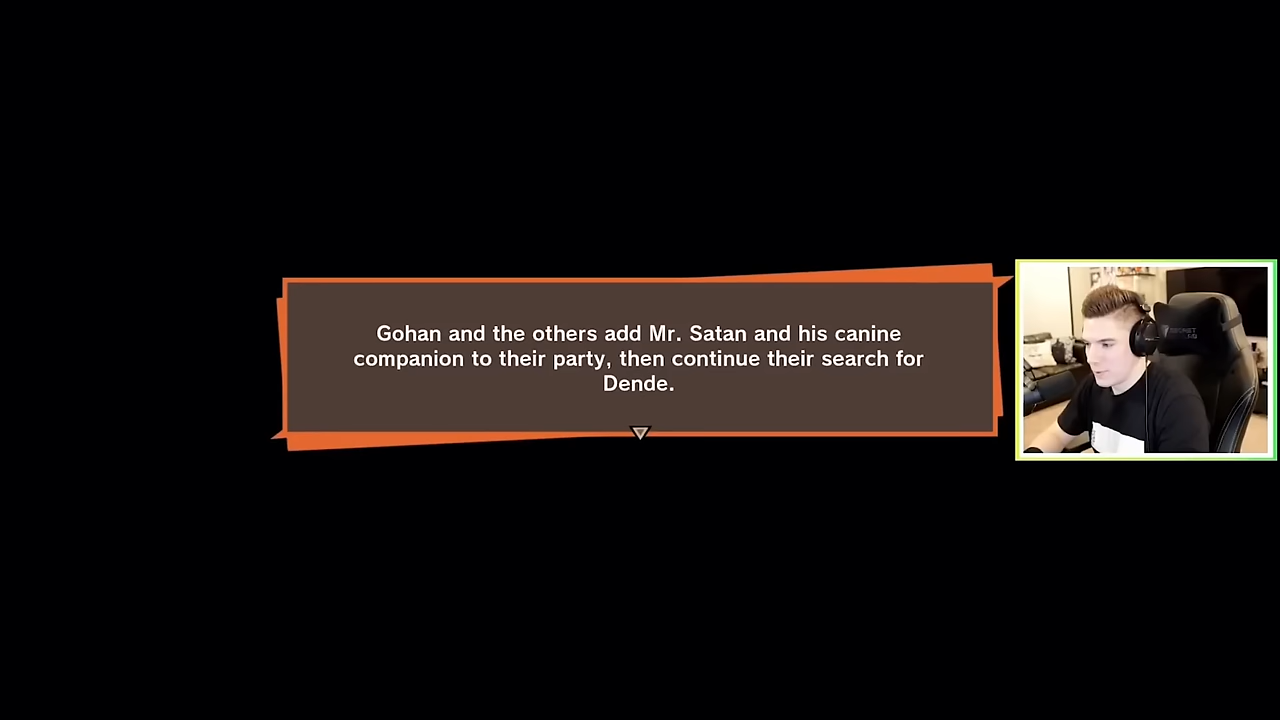 Gohan and the others add Mr. Satan and his canine
companion to their party, then continue their search for
Dende.